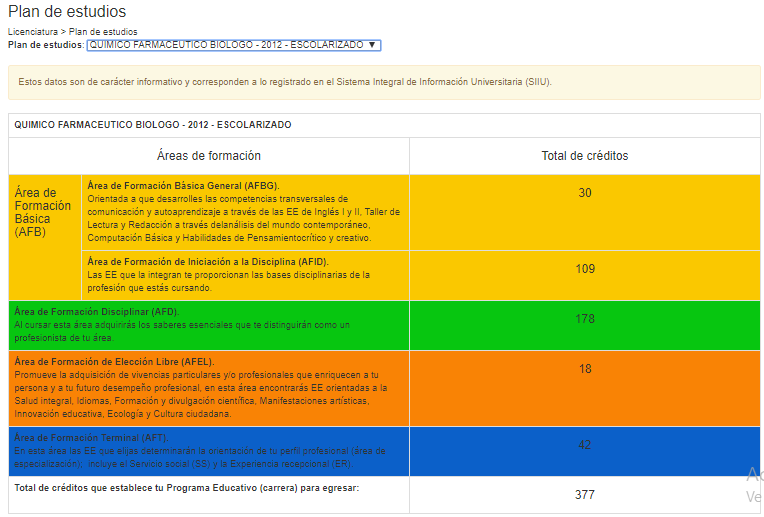 Plan de estudios
Licenciatura > Plan de estudios
Plan de estudios: QUIMICO FARMACEUTICO BIOLOGO - 2012 - ESCOLARIZADO ▼
Estos datos son de carácter informativo y corresponden a lo registrado en el Sistema Integral de Información Universitaria (SIIU).
QUIMICO FARMACEUTICO BIOLOGO - 2012 - ESCOLARIZADO
Áreas de formación Total de créditos
Área de
Formación
Básica
(AFB)
Área de Formación Básica General (AFBG).
Orientada a que desarrolles las competencias transversales de
comunicación y autoaprendizaje a través de las EE de Inglés I y II, Taller de
Lectura y Redacción a través delanálisis del mundo contemporáneo,
Computación Básica y Habilidades de Pensamientocrítico y creativo.
30
Área de Formación de Iniciación a la Disciplina (AFID).
Las EE que la integran te proporcionan las bases disciplinarias de la
profesión que estás cursando.
109
Área de Formación Disciplinar (AFD).
Al cursar esta área adquirirás los saberes esenciales que te distinguirán como un
profesionista de tu área.
178
Área de Formación de Elección Libre (AFEL).
Promueve la adquisición de vivencias particulares y/o profesionales que enriquecen a tu
persona y a tu futuro desempeño profesional, en esta área encontrarás EE orientadas a la
Salud integral, Idiomas, Formación y divulgación científica, Manifestaciones artísticas,
Innovación educativa, Ecología y Cultura ciudadana.
18
Área de Formación Terminal (AFT).
En esta área las EE que elijas determinarán la orientación de tu perfil profesional (área de
especialización); incluye el Servicio social (SS) y la Experiencia recepcional (ER).
42
Total de créditos que establece tu Programa Educativo (carrera) para egresar:
377
Ve